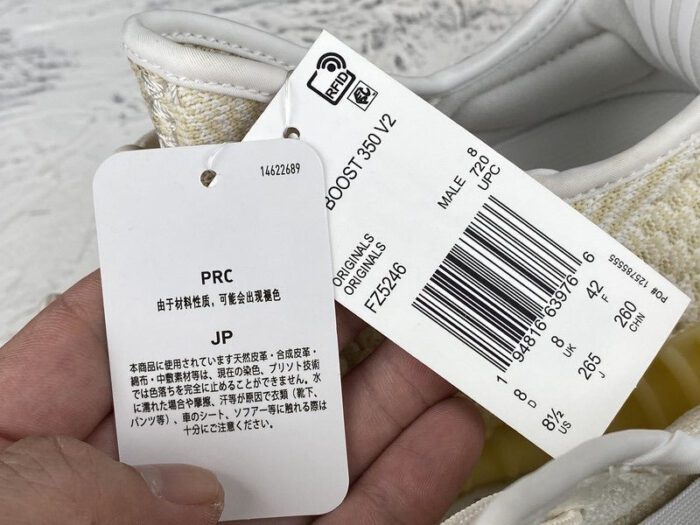 14622689
PRC
由于材料性质，可能会出现褪色
JP
本商品に使用されています天然皮革・合成皮革・
綿布・中敷素材等は、現在の染色、プリント技術
では色落ちを完全に止めることができません。水
に濡れた場合や摩擦、汗等が原因で衣類（靴下、
パンツ等）、車のシート、ソファー等に触れる際は
十分にご注意ください。
RFID
BOOST 350 V2
MALE 8
720
UPC
ORIGINALS
ORIGINALS
FZ5246
1 94816 63976 6
8 D
8 UK
42 F
8½ US
265 J
260 CHN
PO# 125785555